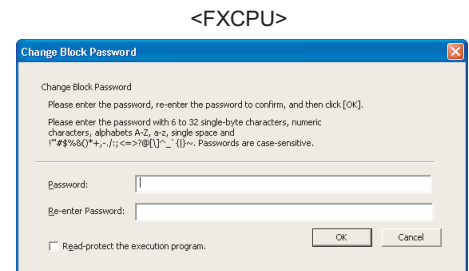 <FXCPU>
Change Block Password
Change Block Password
Please enter the password, re-enter the password to confirm, and then click [OK].
Please enter the password with 6 to 32 single-byte characters, numeric
characters, alphabets A-Z, a-z, single space and
!"#$%&()*+,-./:;<=>?@[\]^_`{|}~. Passwords are case-sensitive.
Password:
Re-enter Password:
OK Cancel
Read-protect the execution program.